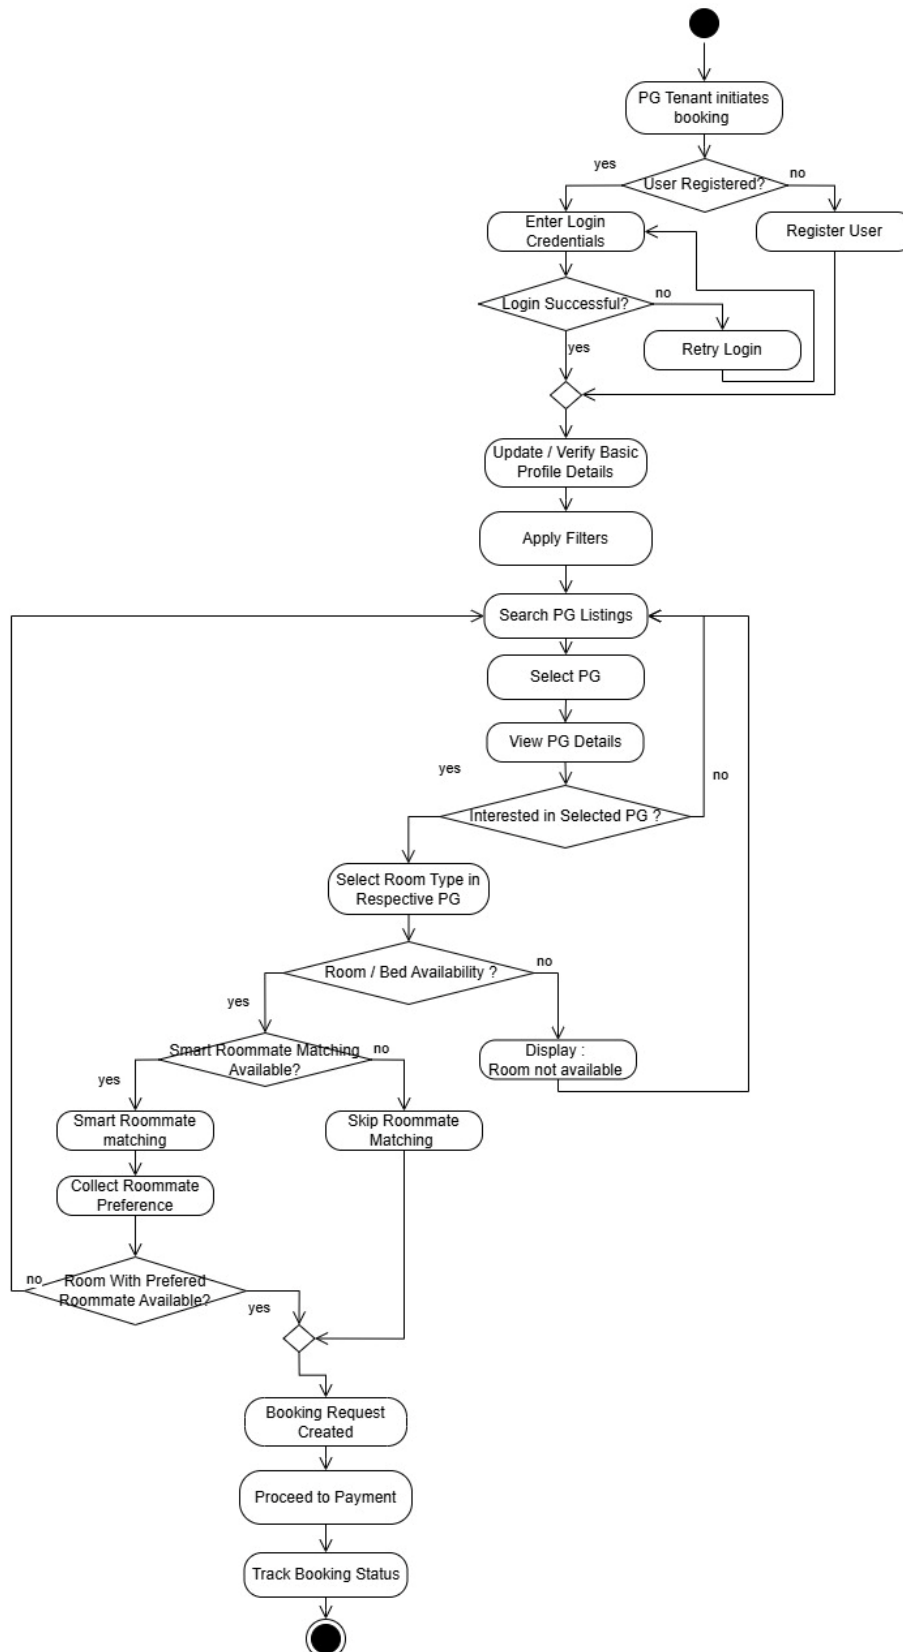 PG Tenant initiates
booking
yes
no
User Registered?
Enter Login
Credentials
Register User
Login Successful?
no
yes
Retry Login
Update / Verify Basic
Profile Details
Apply Filters
Search PG Listings
Select PG
View PG Details
yes
no
Interested in Selected PG ?
Select Room Type in
Respective PG
Room / Bed Availability ?
no
yes
Smart Roommate Matching
Available?
no
Display :
Room not available
yes
Smart Roommate
matching
Skip Roommate
Matching
Collect Roommate
Preference
no
Room With Prefered
Roommate Available?
yes
Booking Request
Created
Proceed to Payment
Track Booking Status